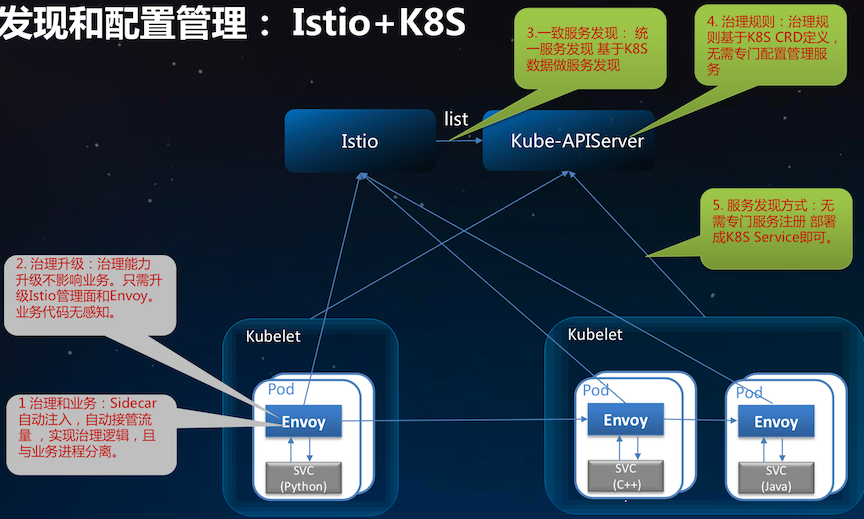 发现和配置管理： Istio+K8S
3.一致服务发现： 统
一服务发现 基于K8S
数据做服务发现
4. 治理规则：治理规
则基于K8S CRD定义，
无需专门配置管理服
务
list
Istio
Kube-APIServer
5. 服务发现方式：无
需专门服务注册 部署
成K8S Service即可。
2. 治理升级：治理能力
升级不影响业务。只需升
级Istio管理面和Envoy。
业务代码无感知。
1 治理和业务：Sidecar
自动注入，自动接管流
量 ，实现治理逻辑，且
与业务进程分离。
Kubelet
Pod
Envoy
SVC
(Python)
Kubelet
Pod
Envoy
SVC
(C++)
Pod
Envoy
SVC
(Java)